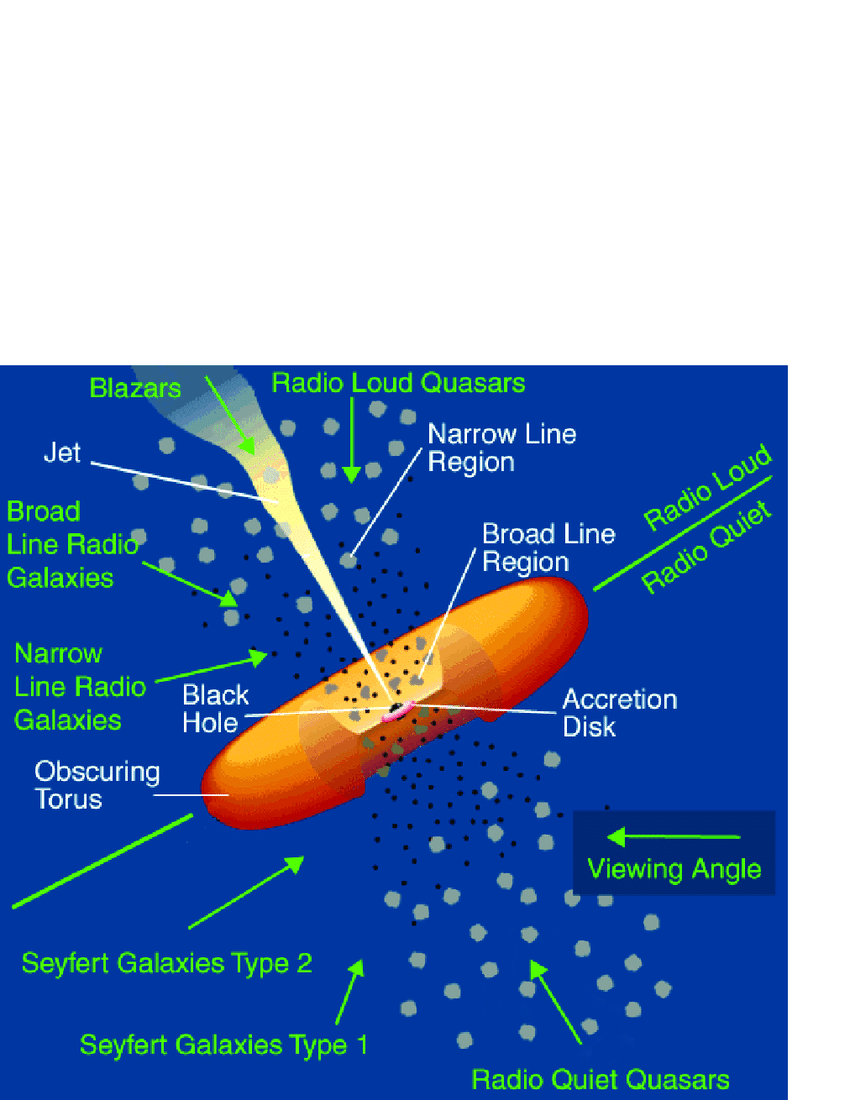 Blazars
Radio Loud Quasars
Jet
Narrow Line
Region
Radio Loud
Radio Quiet
Broad
Line Radio
Galaxies
Broad Line
Region
Narrow
Line Radio
Galaxies
Black
Hole
Accretion
Disk
Obscuring
Torus
Viewing Angle
Seyfert Galaxies Type 2
Seyfert Galaxies Type 1
Radio Quiet Quasars